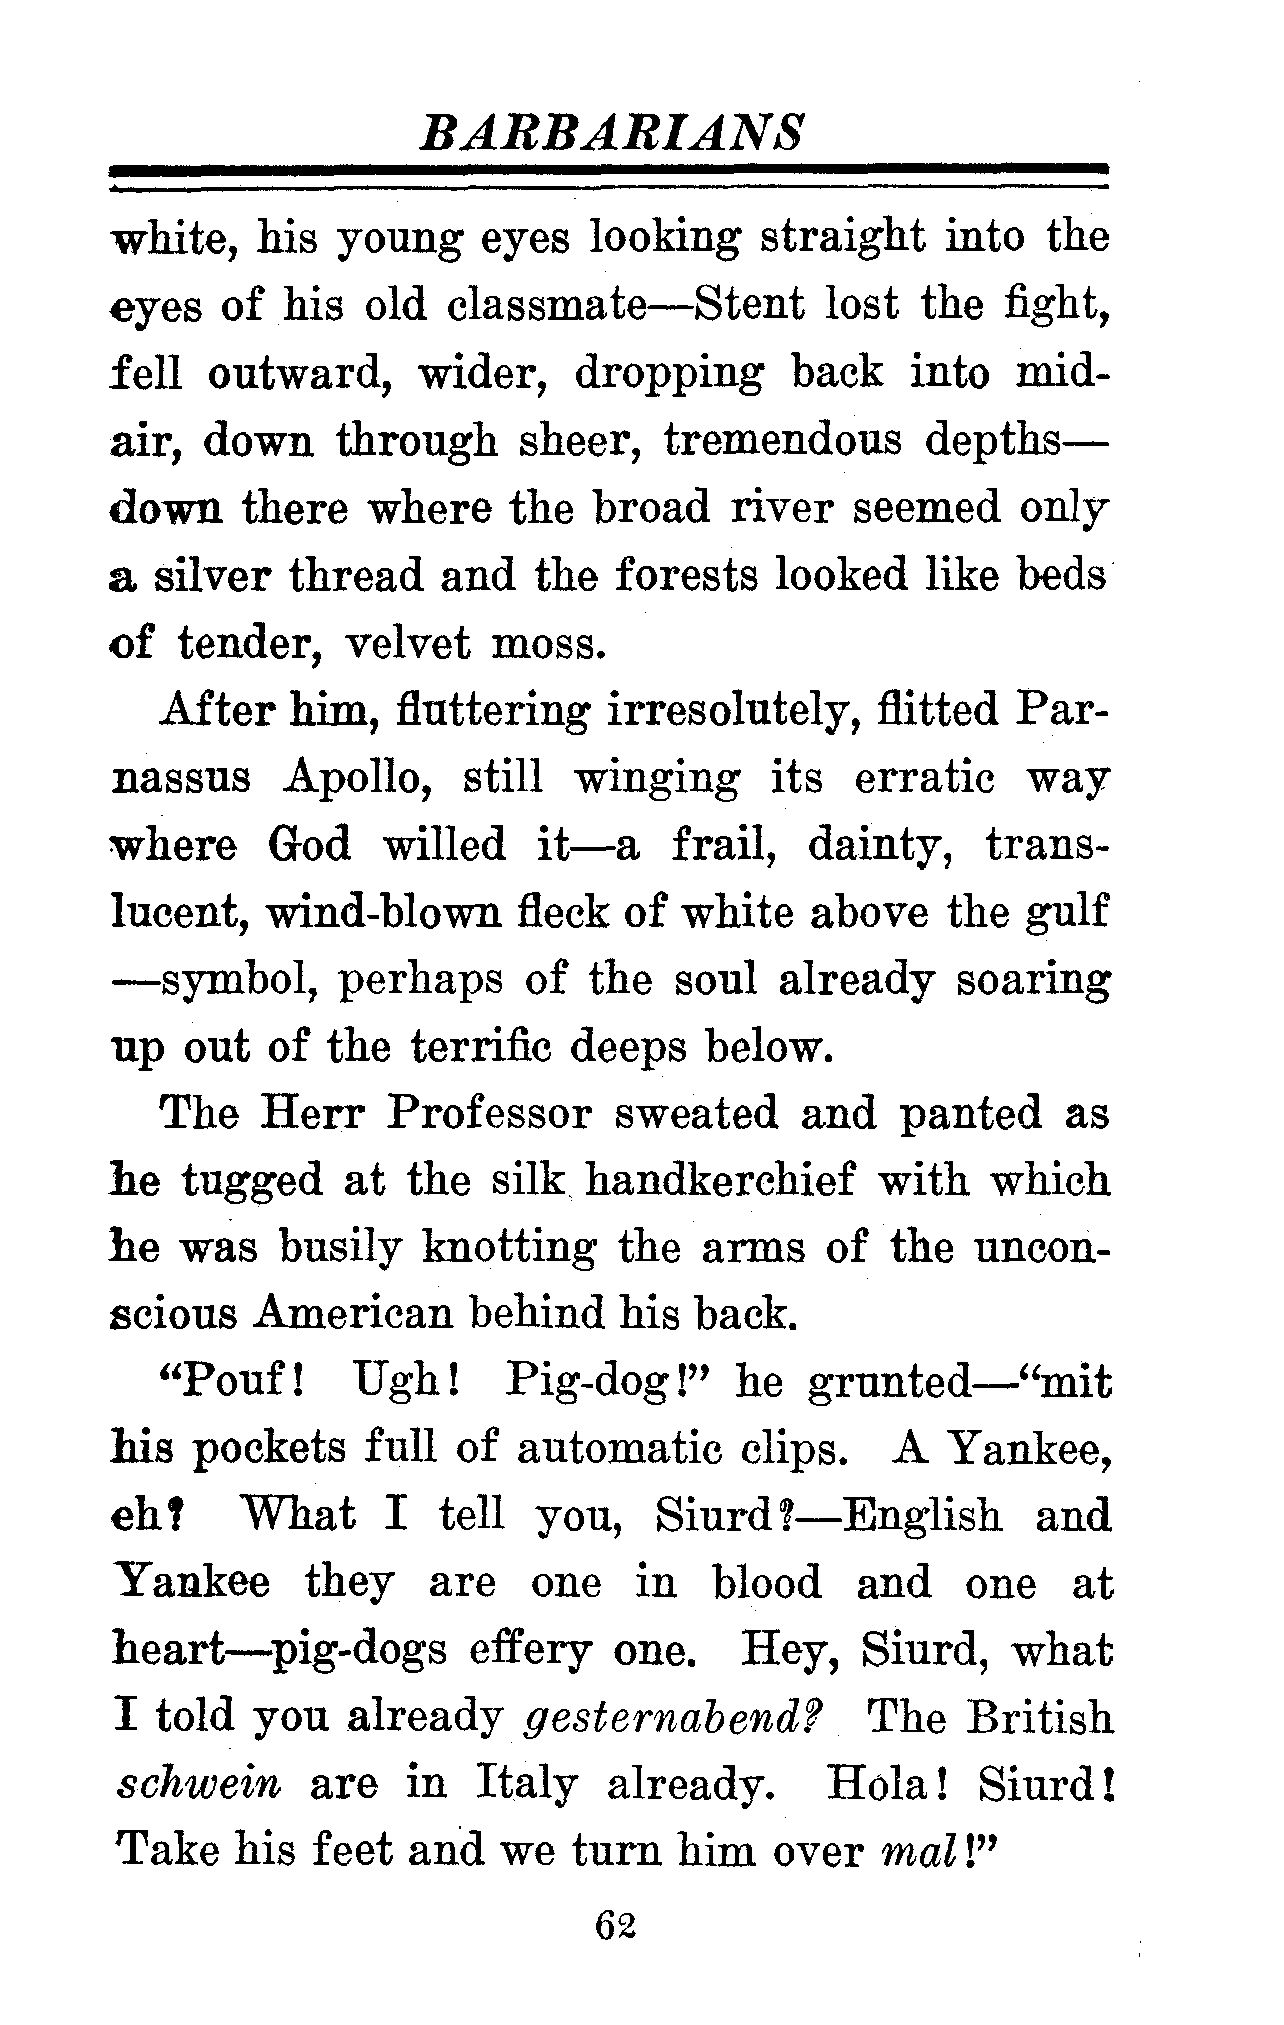 BARBARIANS
white, his young eyes looking straight into the
eyes of his old classmate—Stent lost the fight,
fell outward, wider, dropping back into mid-
air, down through sheer, tremendous depths—
down there where the broad river seemed only
a silver thread and the forests looked like beds
of tender, velvet moss.
After him, fluttering irresolutely, flitted Par-
nassus Apollo, still winging its erratic way
where God willed it—a frail, dainty, trans-
lucent, wind-blown fleck of white above the gulf
—symbol, perhaps of the soul already soaring
up out of the terrific deeps below.
The Herr Professor sweated and panted as
he tugged at the silk handkerchief with which
he was busily knotting the arms of the uncon-
scious American behind his back.
“Pouf! Ugh! Pig-dog!” he grunted—“mit
his pockets full of automatic clips. A Yankee,
eh? What I tell you, Siurd?—English and
Yankee they are one in blood and one at
heart—pig-dogs effery one. Hey, Siurd, what
I told you already gesternabend? The British
schwein are in Italy already. Hola! Siurd!
Take his feet and we turn him over mal!”
62